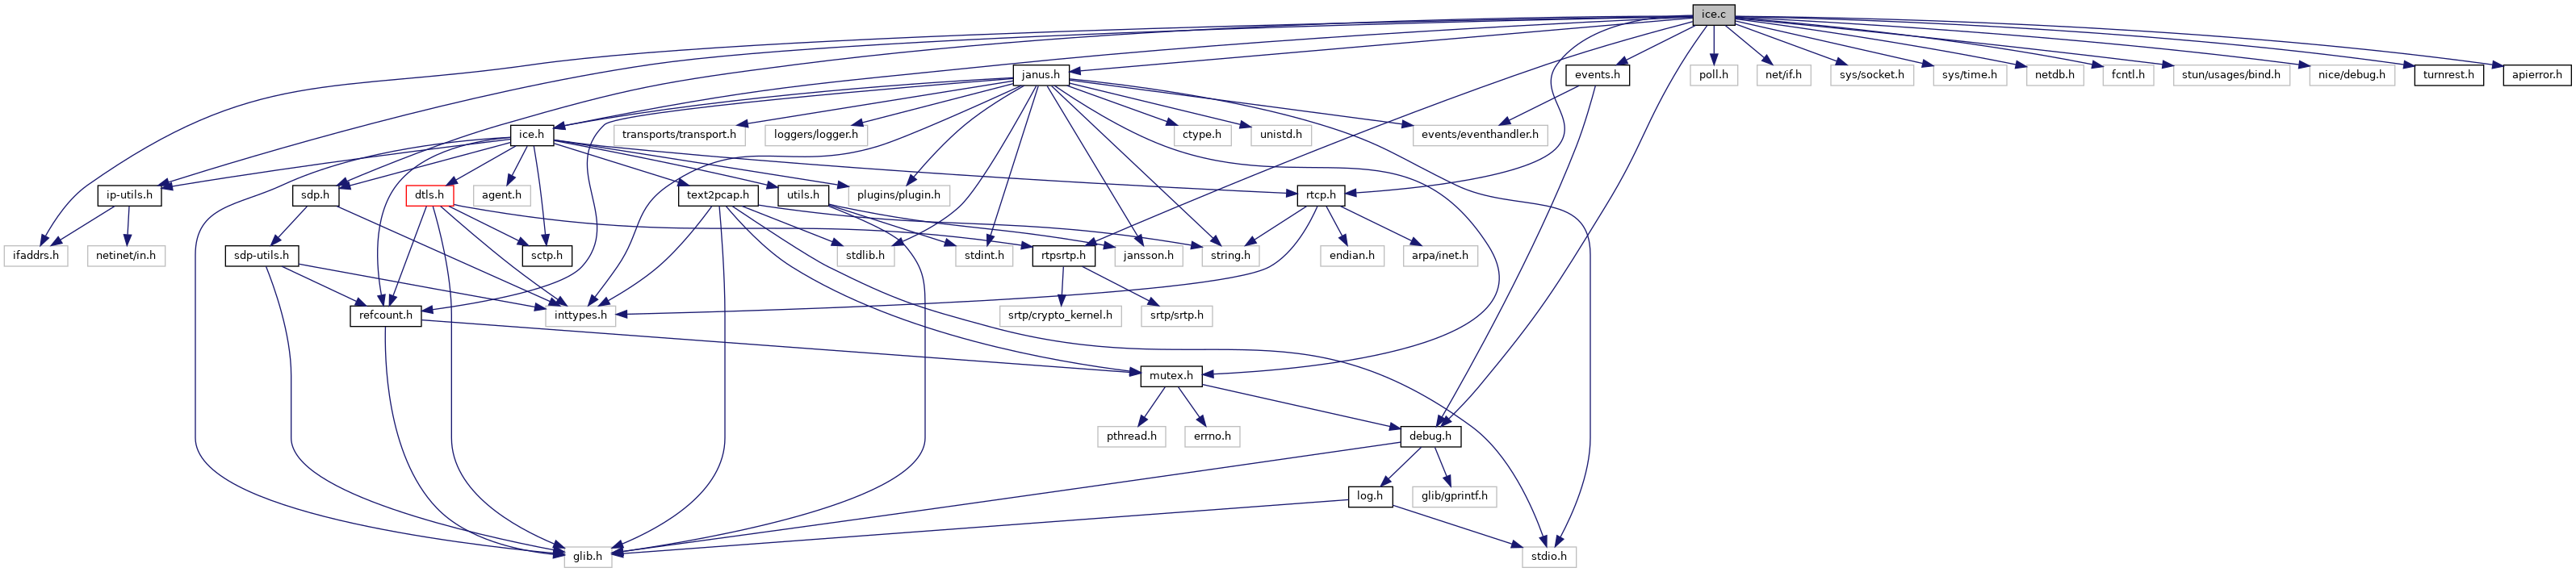 ice.c
janus.h
events.h
poll.h
net/if.h
sys/socket.h
sys/time.h
netdb.h
fcntl.h
stun/usages/bind.h
nice/debug.h
turnrest.h
apierror.h
ice.h
transports/transport.h
loggers/logger.h
ctype.h
unistd.h
events/eventhandler.h
ip-utils.h
sdp.h
dtls.h
agent.h
text2pcap.h
utils.h
plugins/plugin.h
rtcp.h
ifaddrs.h
netinet/in.h
sdp-utils.h
sctp.h
stdlib.h
stdint.h
rtpsrtp.h
jansson.h
string.h
endian.h
arpa/inet.h
refcount.h
inttypes.h
srtp/crypto_kernel.h
srtp/srtp.h
mutex.h
pthread.h
errno.h
debug.h
log.h
glib/gprintf.h
glib.h
stdio.h